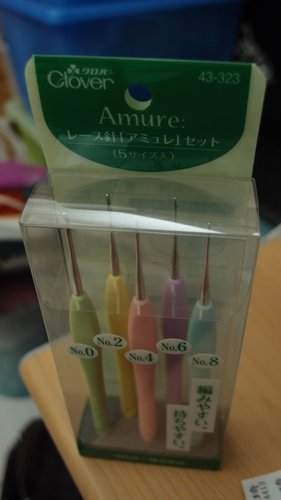 クロバー
Clover
43-323
Amure
レース針「アミュレ」セット
(5サイズ入)
No.0
No.2
No.4
No.6
No.8
編みやすい。
持ちやすい。